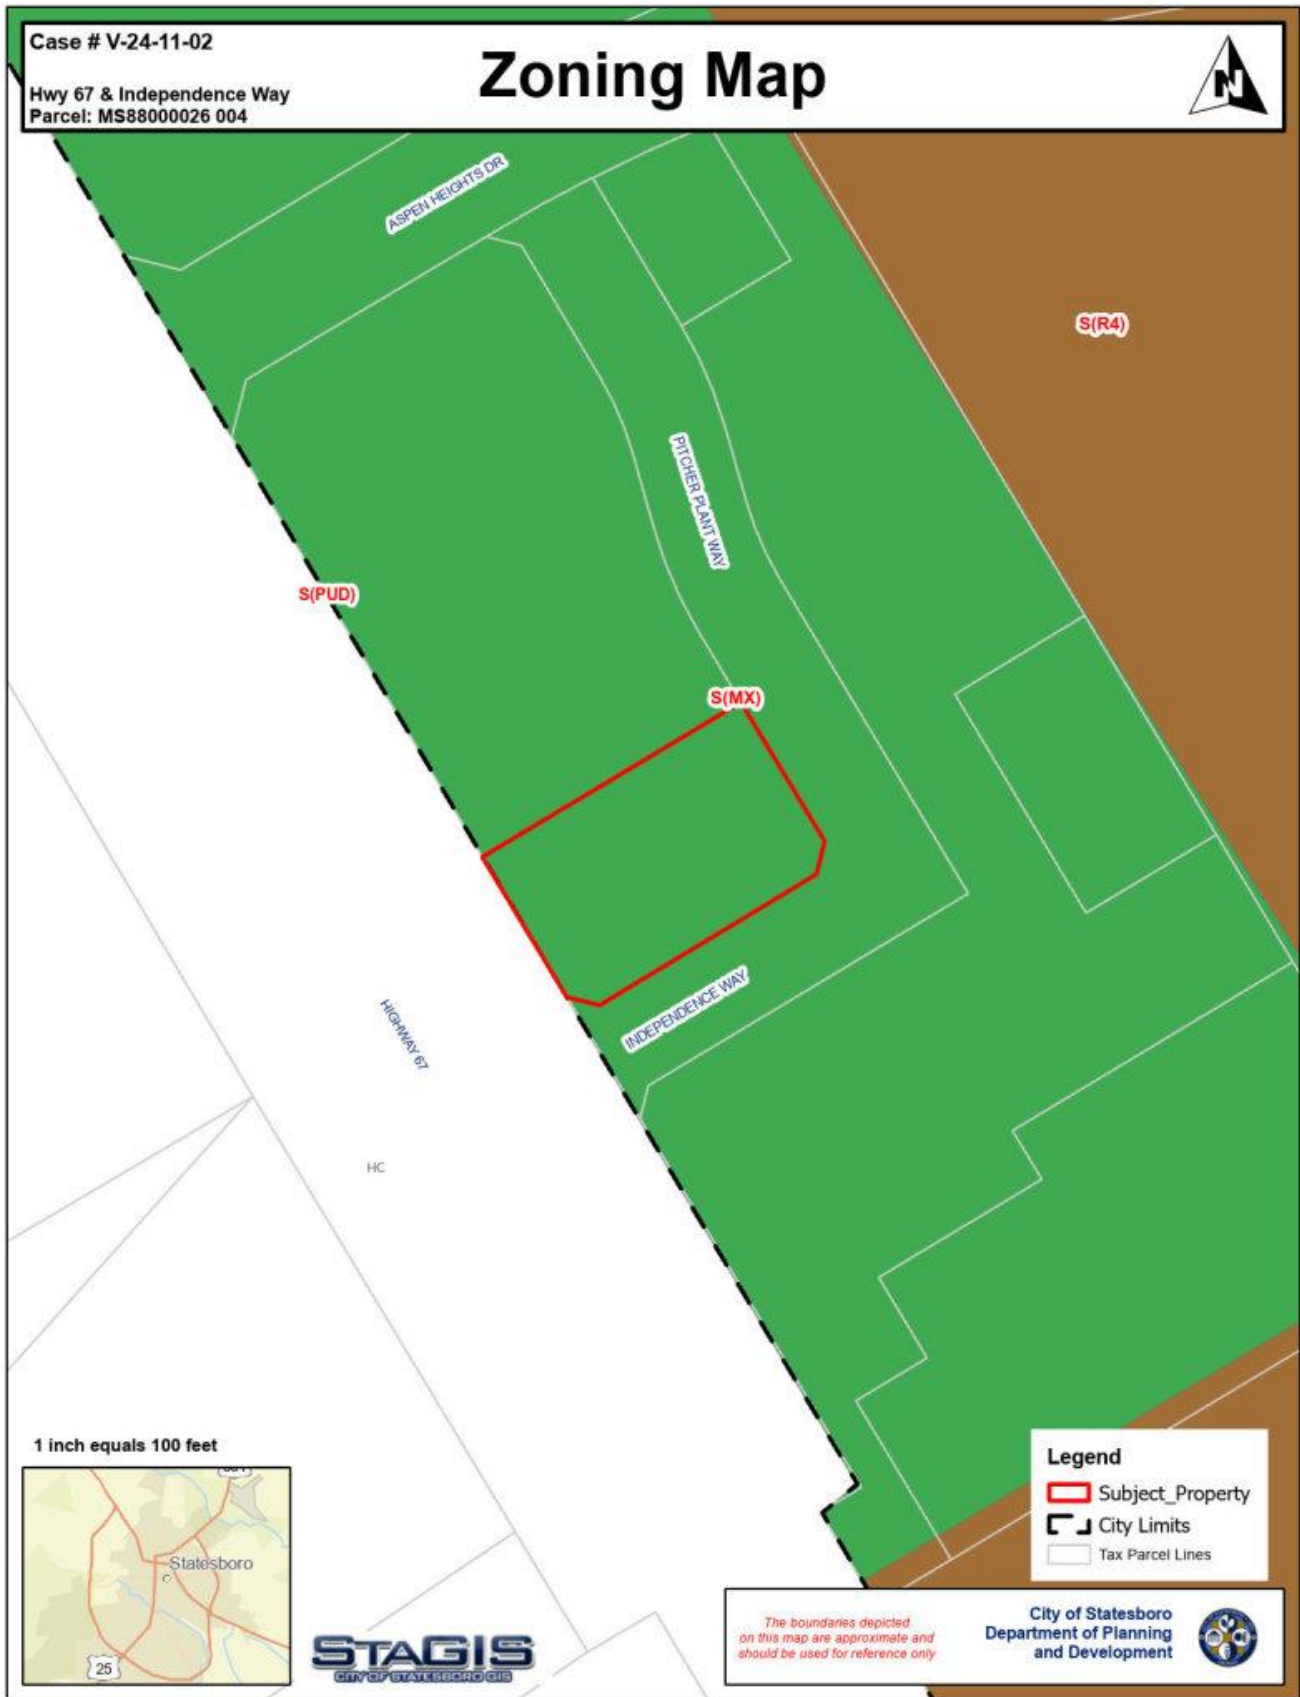 Case # V-24-11-02
Zoning Map
N
Hwy 67 & Independence Way
Parcel: MS88000026 004
ASPEN HEIGHTS DR
S(R4)
PITCHER PLANT WAY
S(PUD)
S(MX)
INDEPENDENCE WAY
HIGHWAY 67
HC
1 inch equals 100 feet
Statesboro
25
STAGIS
CITY OF STATESBORO GIS
Legend
Subject_Property
City Limits
Tax Parcel Lines
The boundaries depicted
on this map are approximate and
should be used for reference only
City of Statesboro
Department of Planning
and Development